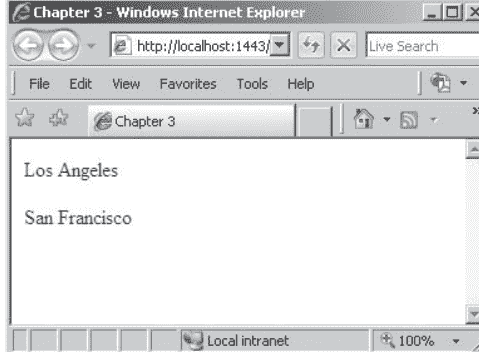 Chapter 3 - Windows Internet Explorer
http://localhost:1443/
Live Search
File Edit View Favorites Tools Help
Chapter 3
»
Los Angeles
San Francisco
Local intranet
100%